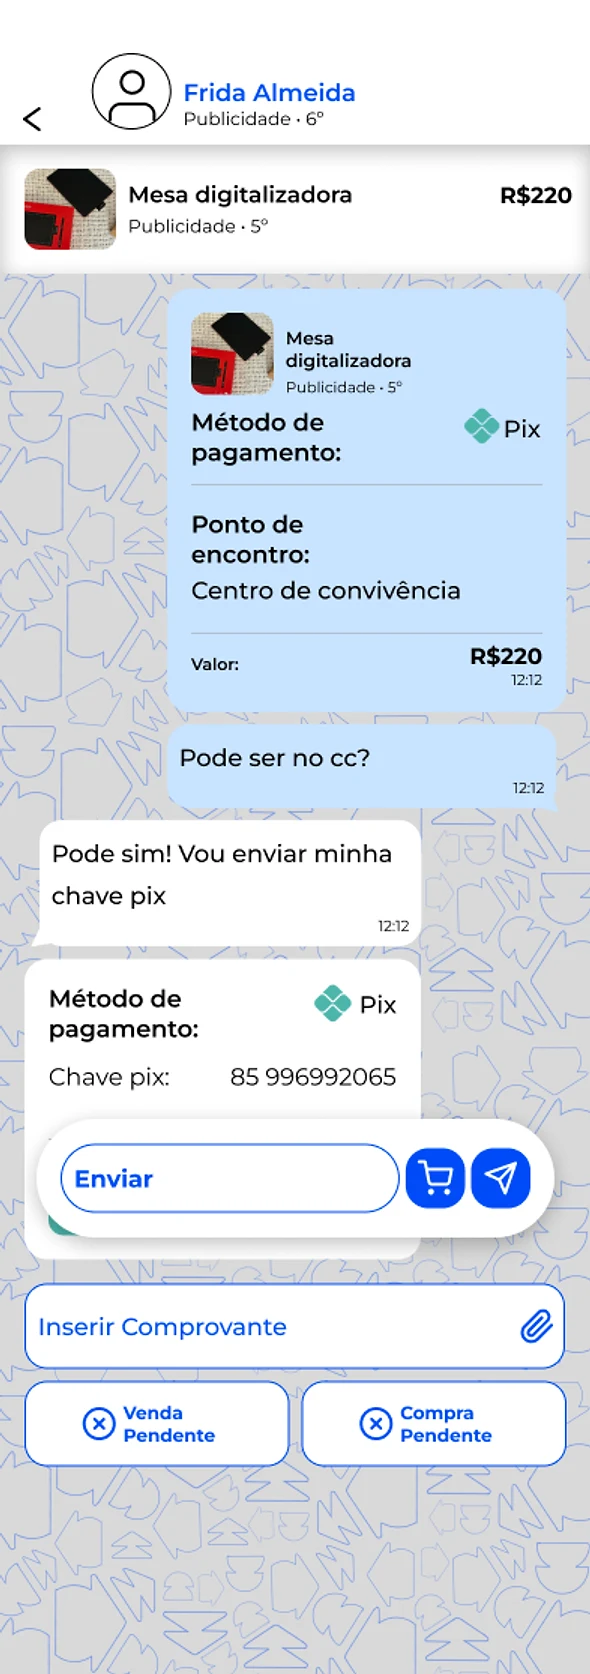 Frida Almeida
Publicidade • 6º
Mesa digitalizadora
R$220
Publicidade • 5º
Mesa
digitalizadora
Publicidade • 5º
Método de
pagamento:
Pix
Ponto de
encontro:
Centro de convivência
Valor:
R$220
12:12
Pode ser no cc?
12:12
Pode sim! Vou enviar minha
chave pix
12:12
Método de
pagamento:
Pix
Chave pix:
85 996992065
Enviar
Inserir Comprovante
Venda
Pendente
Compra
Pendente